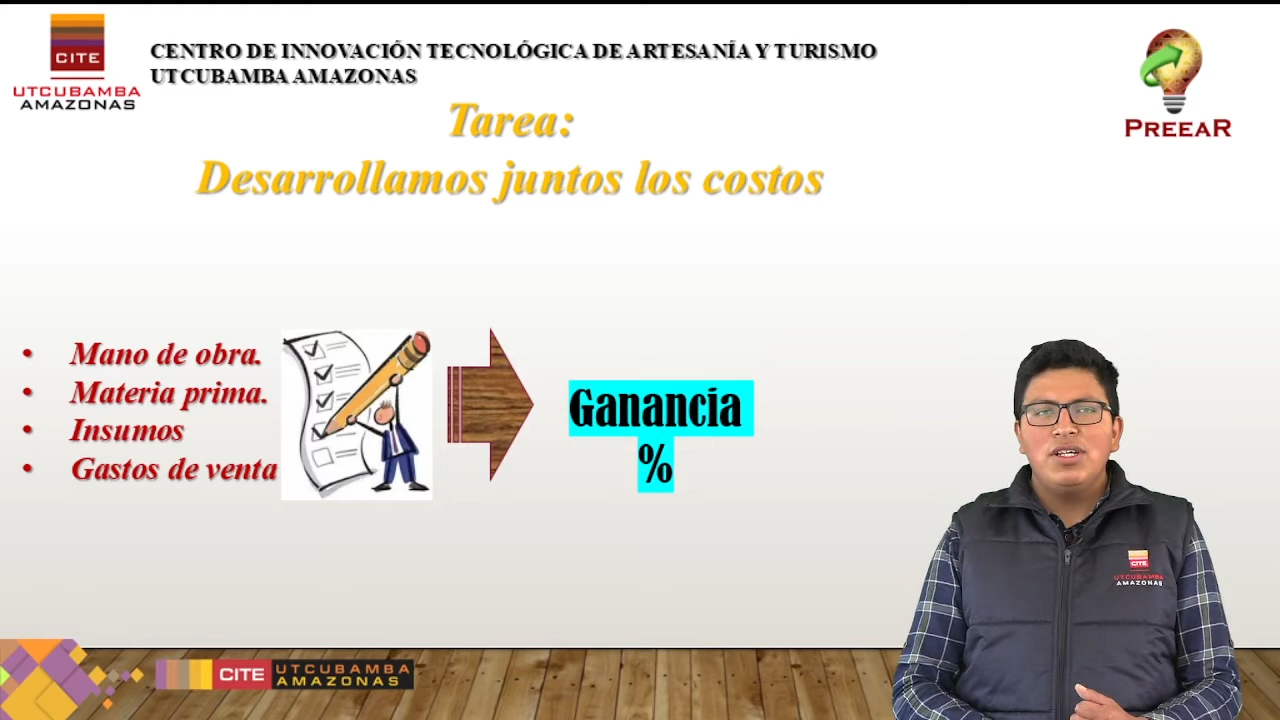 CITE
UTCUBAMBA
AMAZONAS
CENTRO DE INNOVACIÓN TECNOLÓGICA DE ARTESANÍA Y TURISMO
UTCUBAMBA AMAZONAS
PREEAR
Tarea:
Desarrollamos juntos los costos
• Mano de obra.
• Materia prima.
• Insumos
• Gastos de venta
Ganancia
%
CITE
UTCUBAMBA
AMAZONAS
CITE
UTCUBAMBA
AMAZONAS